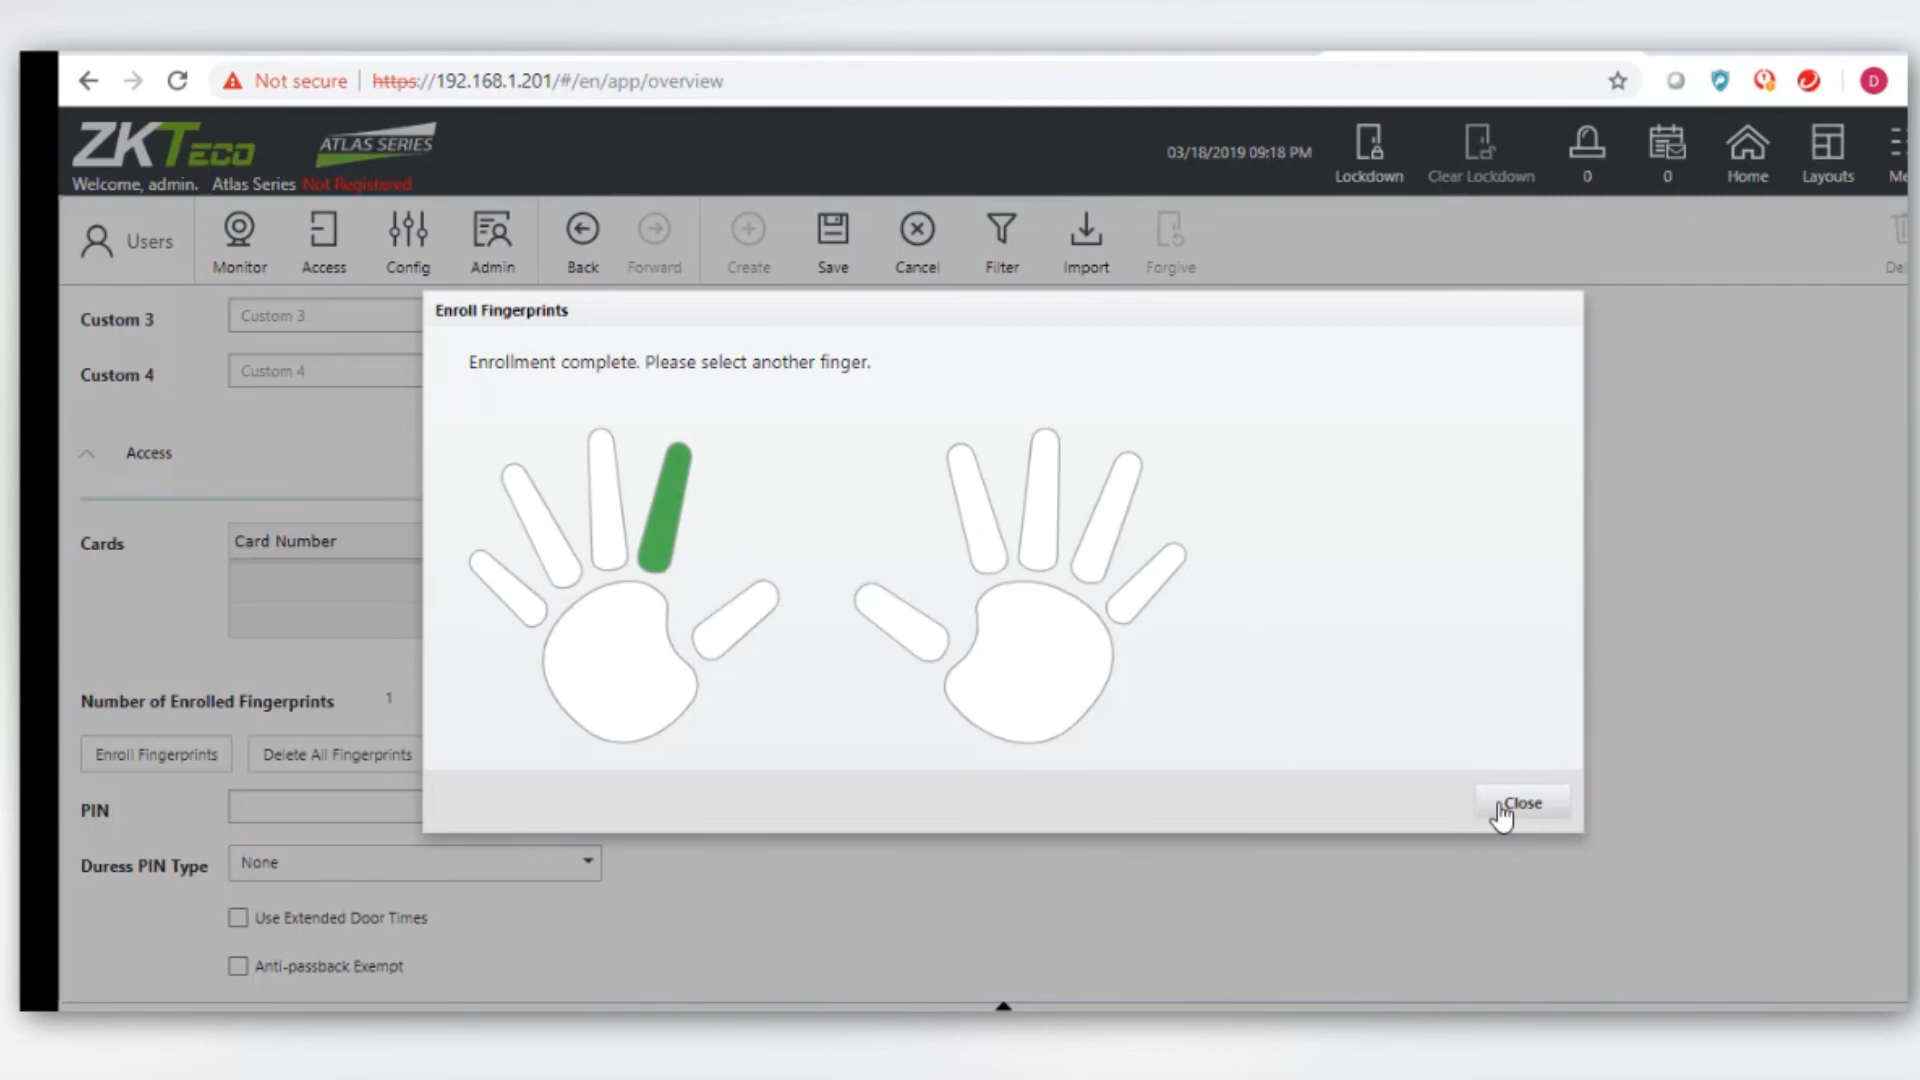 Not secure
https://192.168.1.201/#/en/app/overview
D
ZKTECO
ATLAS SERIES
Welcome, admin. Atlas Series Not Registered
03/18/2019 09:18 PM
Lockdown
Clear Lockdown
0
0
Home
Layouts
Me
Users
Monitor
Access
Config
Admin
Back
Forward
Create
Save
Cancel
Filter
Import
Forgive
Del
Custom 3
Custom 3
Custom 4
Custom 4
Access
Cards
Card Number
Number of Enrolled Fingerprints 1
Enroll Fingerprints
Delete All Fingerprints
PIN
Duress PIN Type
None
Use Extended Door Times
Anti-passback Exempt
Enroll Fingerprints
Enrollment complete. Please select another finger.
Close